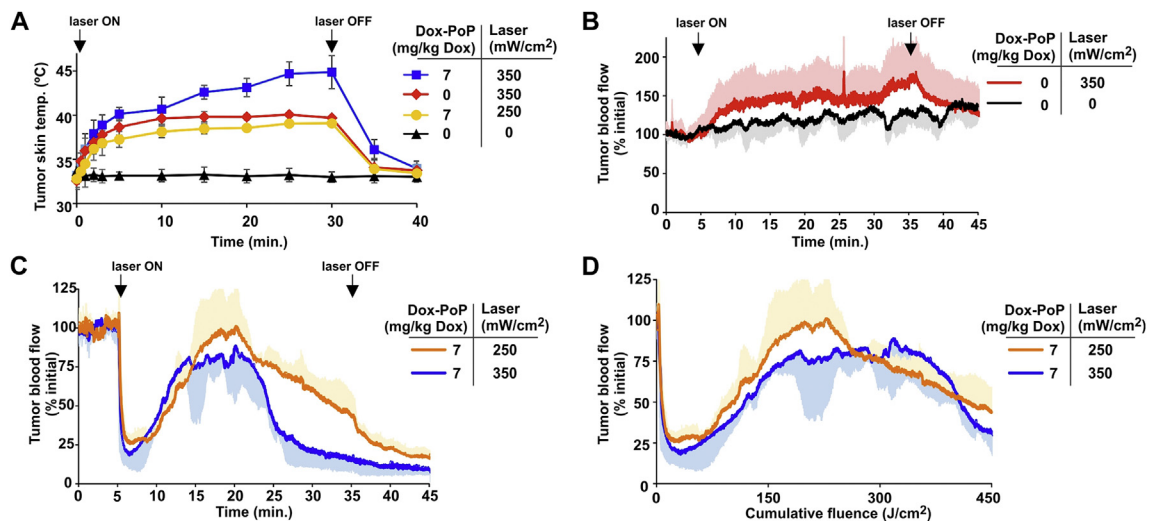 A
laser ON
laser OFF
Tumor skin temp. (ºC)
45
40
35
30
0
10
20
30
40
Time (min.)
Dox-PoP Laser
(mg/kg Dox) (mW/cm2)
7 350
0 350
7 250
0 0
B
laser ON
laser OFF
Tumor blood flow
(% initial)
200
150
100
50
0
0 5 10 15 20 25 30 35 40 45
Time (min.)
Dox-PoP Laser
(mg/kg Dox) (mW/cm2)
0 350
0 0
C
laser ON
laser OFF
Tumor blood flow
(% initial)
125
100
75
50
25
0
0 5 10 15 20 25 30 35 40 45
Time (min.)
Dox-PoP Laser
(mg/kg Dox) (mW/cm2)
7 250
7 350
D
Tumor blood flow
(% initial)
125
100
75
50
25
0
0 150 300 450
Cumulative fluence (J/cm2)
Dox-PoP Laser
(mg/kg Dox) (mW/cm2)
7 250
7 350